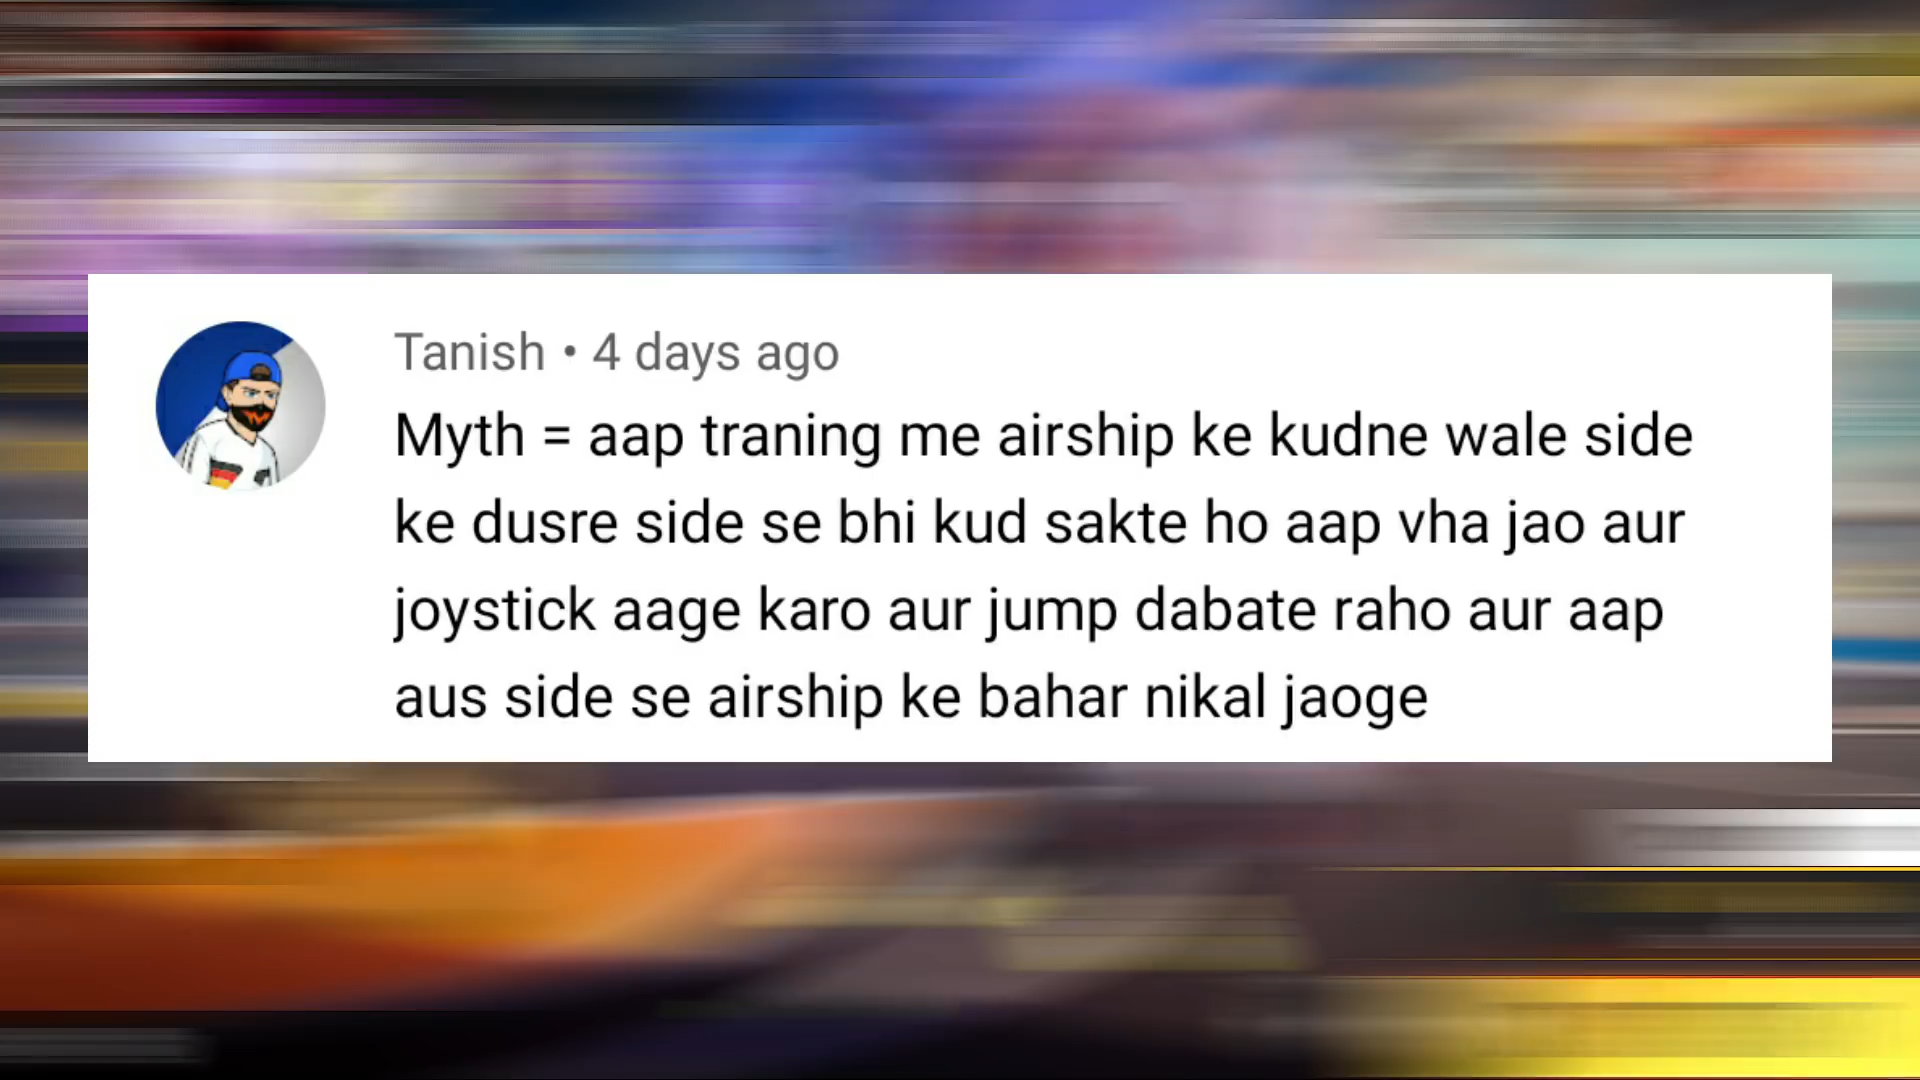 Tanish • 4 days ago
Myth = aap traning me airship ke kudne wale side
ke dusre side se bhi kud sakte ho aap vha jao aur
joystick aage karo aur jump dabate raho aur aap
aus side se airship ke bahar nikal jaoge